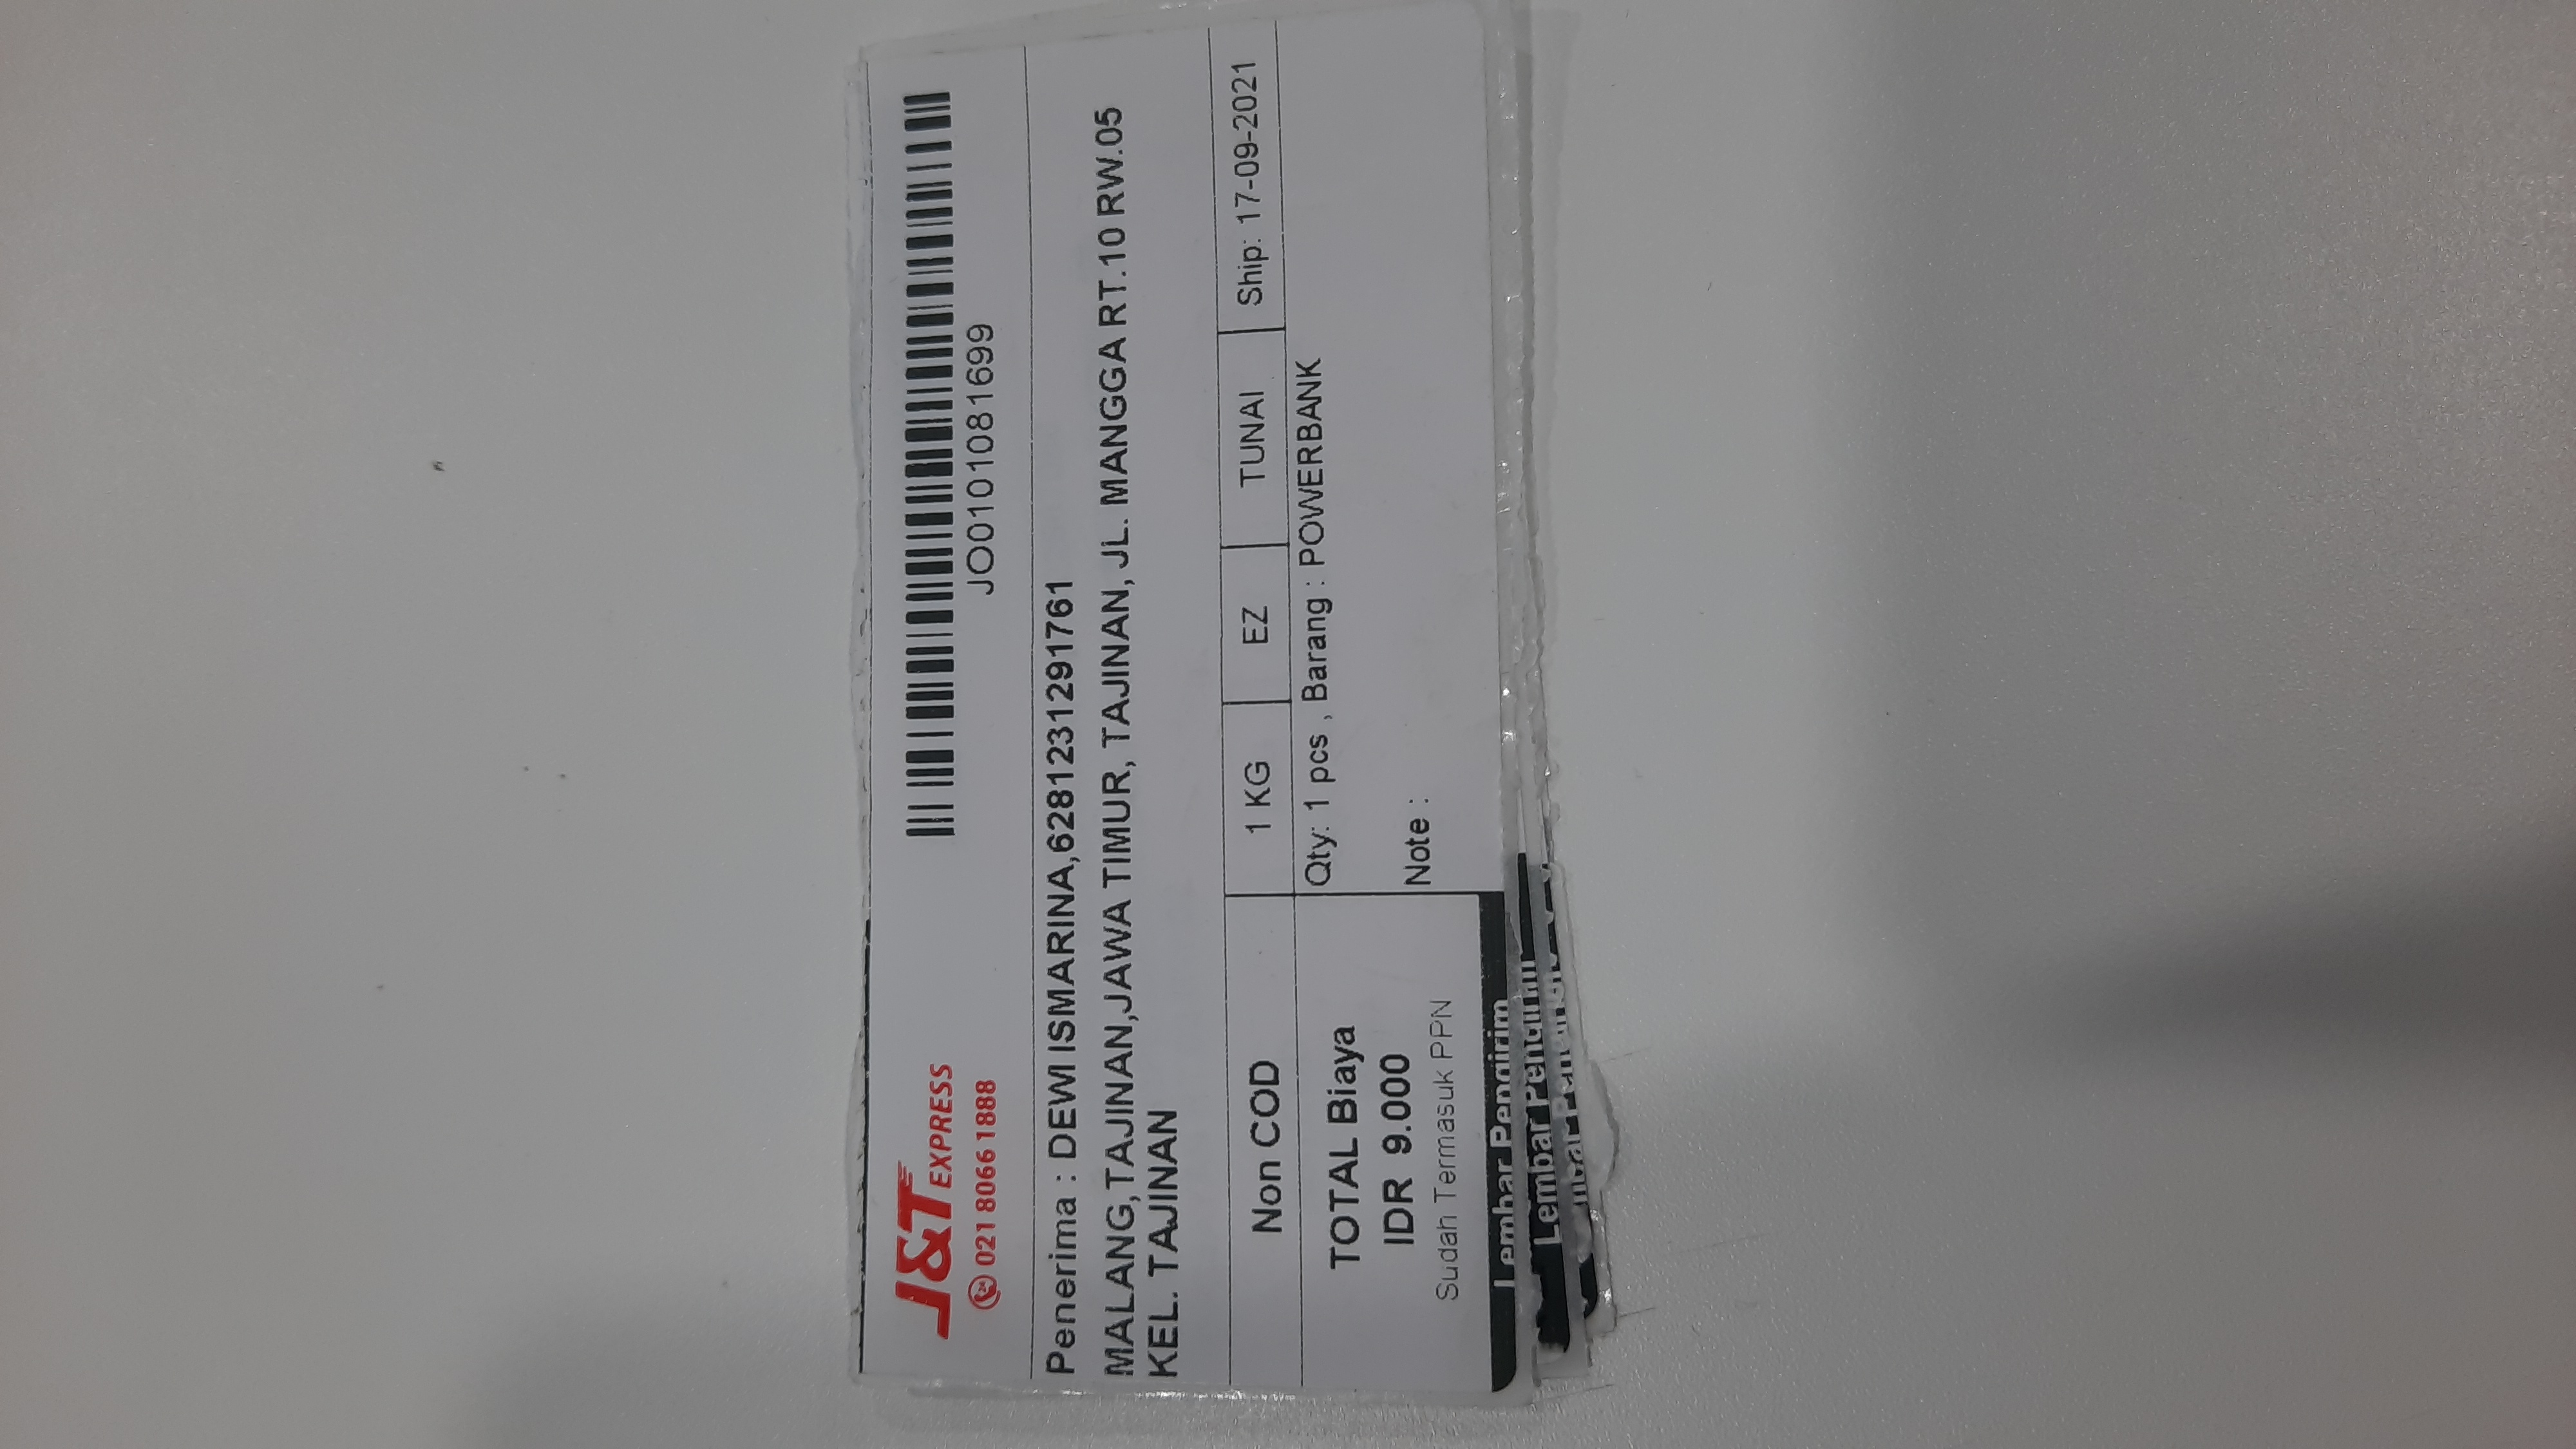 J&T EXPRESS
24 021 8066 1888
JO0101081699
Penerima : DEWI ISMARINA,6281231291761
MALANG,TAJINAN,JAWA TIMUR, TAJINAN, JL. MANGGA RT.10 RW.05
KEL. TAJINAN
Non COD
1 KG
EZ
TUNAI
Ship: 17-09-2021
TOTAL Biaya
IDR 9.000
Sudah Termasuk PPN
Qty: 1 pcs , Barang : POWERBANK
Note :
Lembar Pengirim
Lembar Pengirim
Pengirim